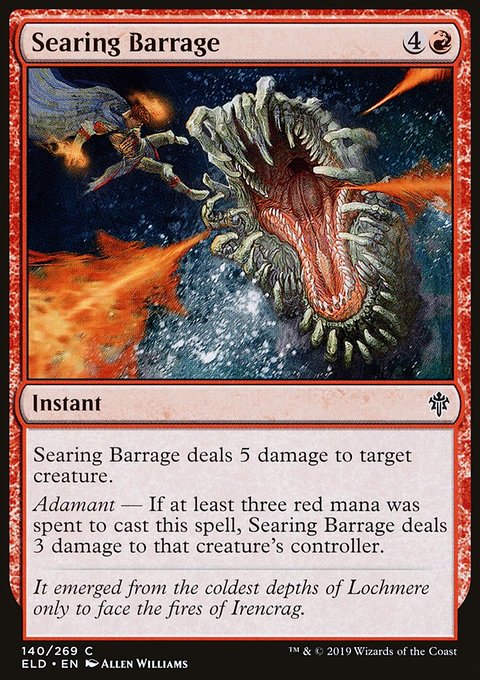 Searing Barrage 4
Instant
Searing Barrage deals 5 damage to target
creature.
Adamant — If at least three red mana was
spent to cast this spell, Searing Barrage deals
3 damage to that creature's controller.
It emerged from the coldest depths of Lochmere
only to face the fires of Irencrag.
140/269 C
ELD • EN Allen Williams
™ & © 2019 Wizards of the Coast